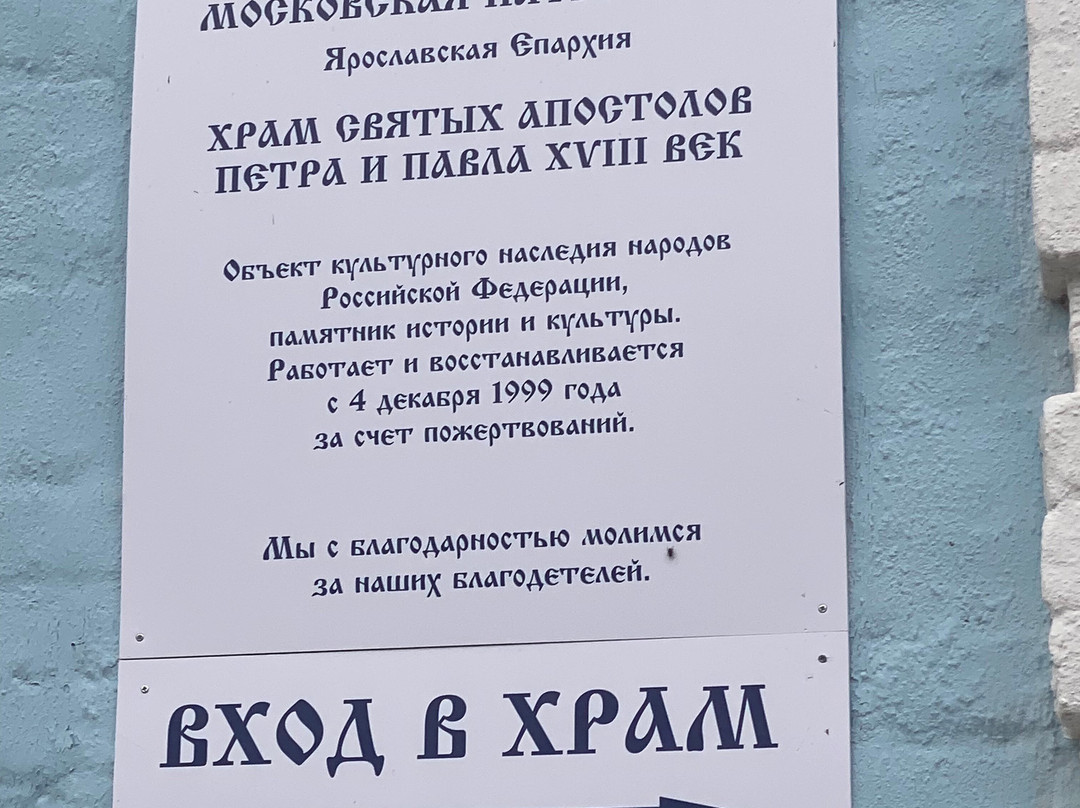 МОСКОВСКАЯ
Ярославская Епархия
ХРАМ СВЯТЫХ АПОСТОЛОВ
ПЕТРА И ПАВЛА XVIII ВЕК
Объект культурного наследия народов
Российской Федерации,
памятник истории и культуры.
Работает и восстанавливается
с 4 декабря 1999 года
за счет пожертвований.
Мы с благодарностью молимся
за наших благодетелей.
ВХОД В ХРАМ